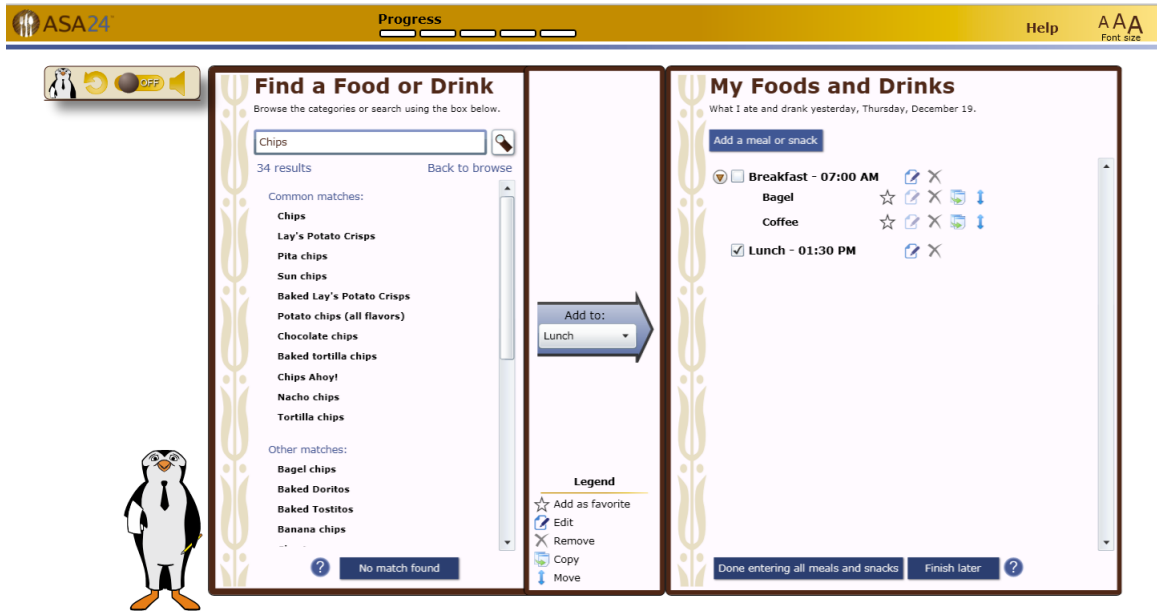 ASA24™
Progress
Help
A A A
Font size
OFF
Find a Food or Drink
Browse the categories or search using the box below.
Chips
34 results
Back to browse
Common matches:
Chips
Lay's Potato Crisps
Pita chips
Sun chips
Baked Lay's Potato Crisps
Potato chips (all flavors)
Chocolate chips
Baked tortilla chips
Chips Ahoy!
Nacho chips
Tortilla chips
Other matches:
Bagel chips
Baked Doritos
Baked Tostitos
Banana chips
?
No match found
Add to:
Lunch
Legend
Add as favorite
Edit
Remove
Copy
Move
My Foods and Drinks
What I ate and drank yesterday, Thursday, December 19.
Add a meal or snack
Breakfast - 07:00 AM
Bagel
Coffee
Lunch - 01:30 PM
Done entering all meals and snacks
Finish later
?